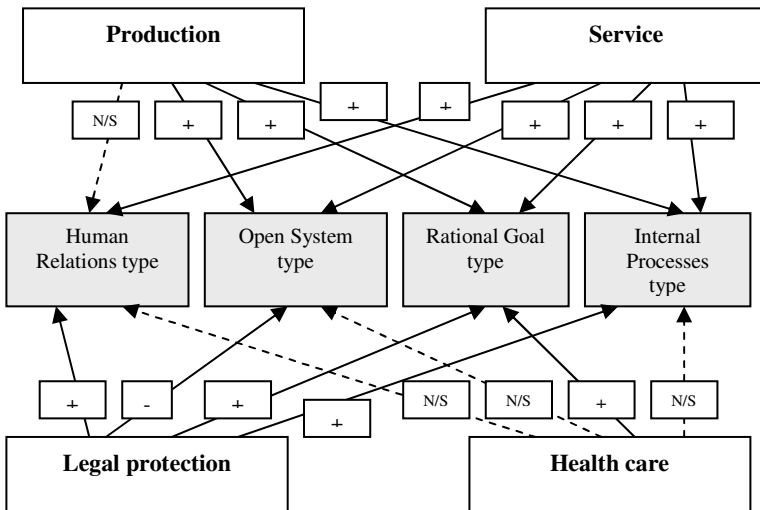 Production
Service
+
+
N/S
+
+
+
+
+
Human
Relations type
Open System
type
Rational Goal
type
Internal
Processes
type
+
-
+
+
N/S
N/S
+
N/S
Legal protection
Health care